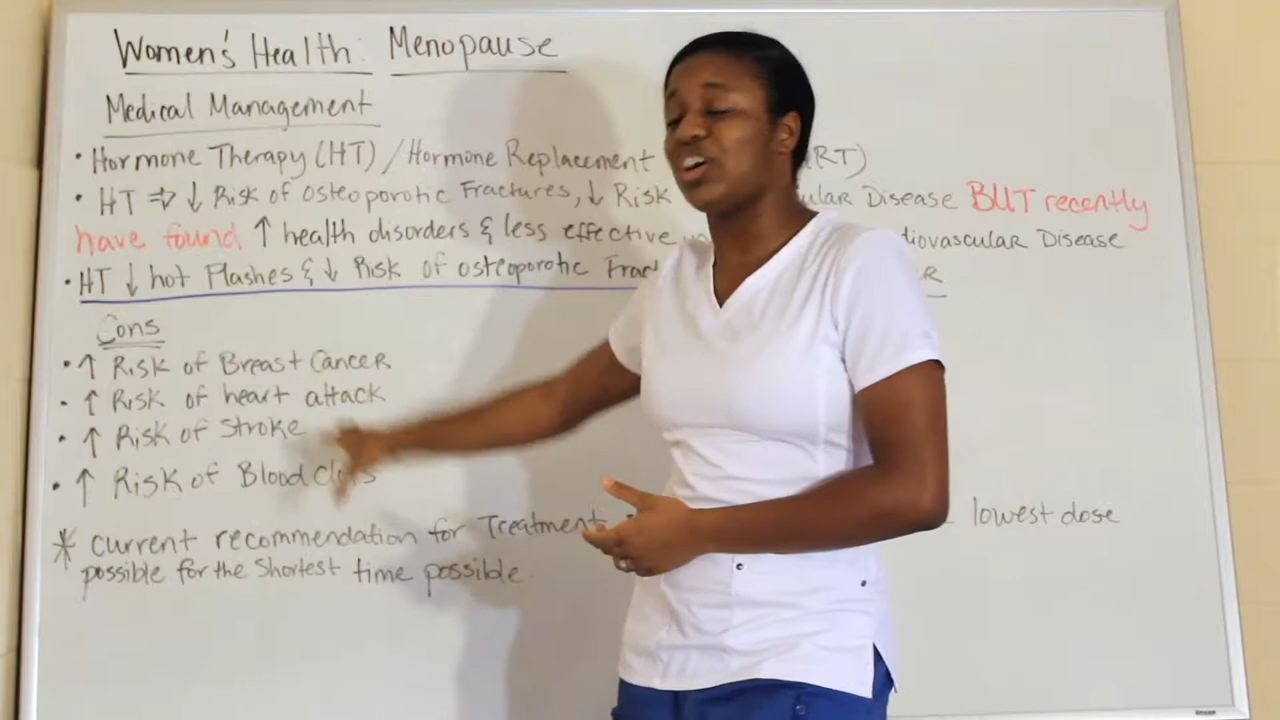 Women's Health: Menopause
Medical Management
• Hormone Therapy (HT) / Hormone Replacement RT)
• HT ⇒ ↓ Risk of osteoporotic Fractures, ↓ Risk ular Disease BUT recently
have found ↑ health disorders & less effective diovascular Disease
• HT ↓ hot flashes & ↓ Risk of osteoporotic Frac R
Cons
• ↑ Risk of Breast Cancer
• ↑ Risk of heart attack
• ↑ Risk of Stroke
• ↑ Risk of Blood Clots
* current recommendation for Treatment lowest dose
possible for the shortest time possible.